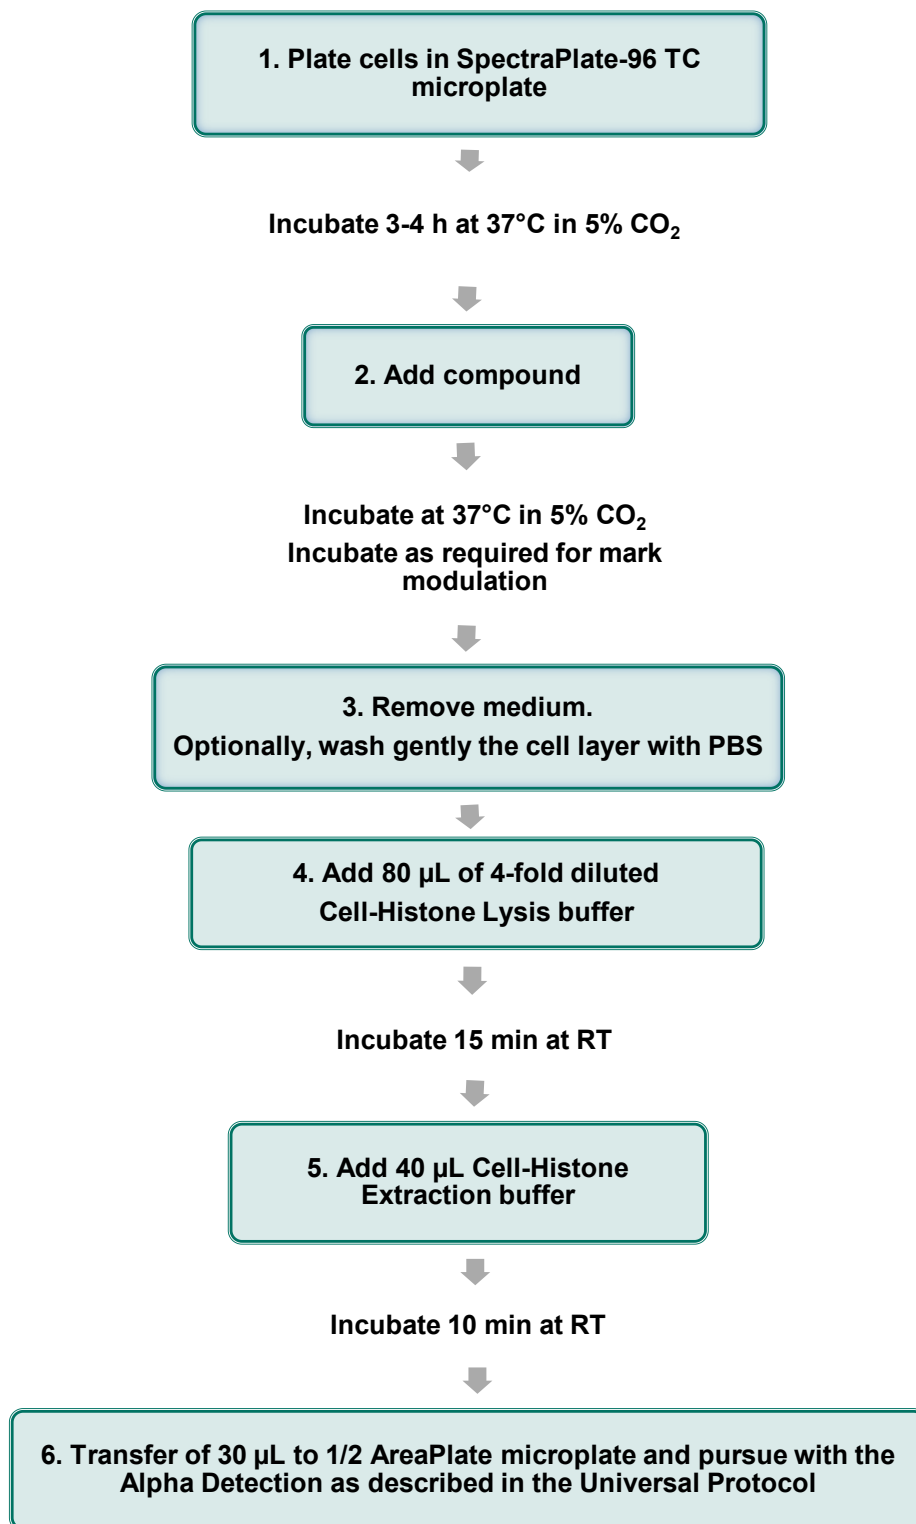 1. Plate cells in SpectraPlate-96 TC
microplate
Incubate 3-4 h at 37°C in 5% CO₂
2. Add compound
Incubate at 37°C in 5% CO₂
Incubate as required for mark
modulation
3. Remove medium.
Optionally, wash gently the cell layer with PBS
4. Add 80 µL of 4-fold diluted
Cell-Histone Lysis buffer
Incubate 15 min at RT
5. Add 40 µL Cell-Histone
Extraction buffer
Incubate 10 min at RT
6. Transfer of 30 µL to 1/2 AreaPlate microplate and pursue with the
Alpha Detection as described in the Universal Protocol